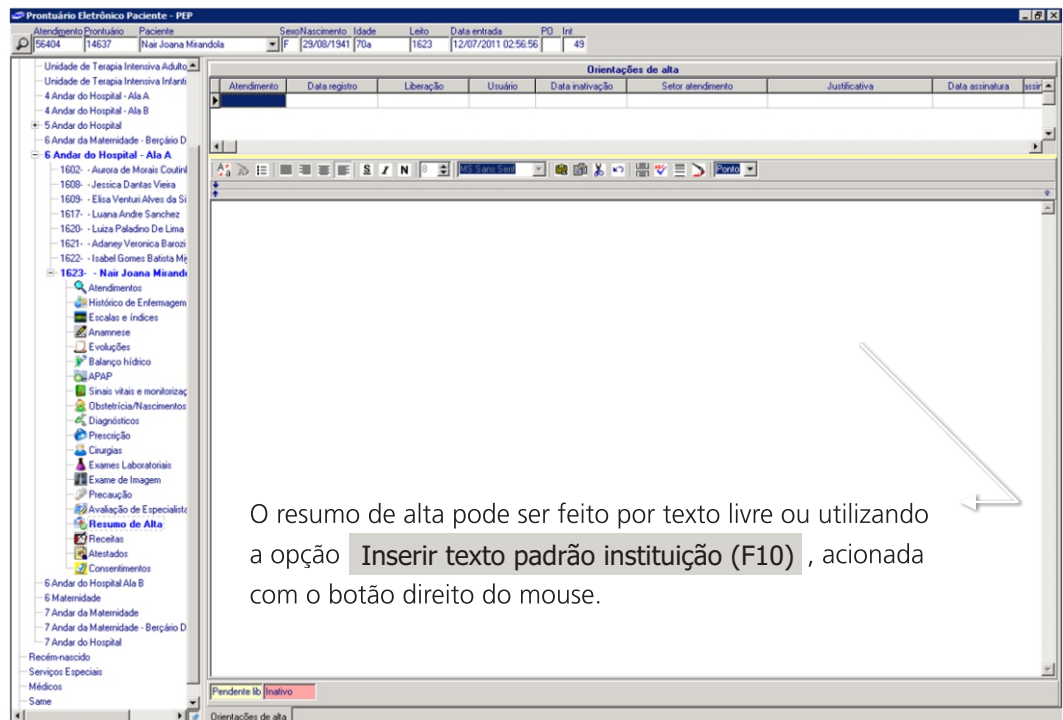 Prontuário Eletrônico Paciente - PEP
Atendimento Prontuário Paciente Sexo Nascimento Idade Leito Data entrada PO Int
56404 14637 Nair Joana Mirandola F 29/08/1941 70a 1623 12/07/2011 02:56:56 49
Unidade de Terapia Intensiva Adulto
Unidade de Terapia Intensiva Infanti
4 Andar do Hospital - Ala A
4 Andar do Hospital - Ala B
5 Andar do Hospital
6 Andar da Maternidade - Berçário D
6 Andar do Hospital - Ala A
1602- - Aurora de Morais Coutinl
1608- - Jessica Dantas Vieira
1609- - Elisa Venturi Alves da Si
1617- - Luana Andre Sanchez
1620- - Luiza Paladino De Lima
1621- - Adaney Veronica Barozi
1622- - Isabel Gomes Batista
1623- - Nair Joana Mirand
Atendimentos
Histórico de Enfermagem
Escalas e índices
Anamnese
Evoluções
Balanço hídrico
APAP
Sinais vitais e monitorizaç
Obstetrícia/Nascimentos
Diagnósticos
Prescrição
Cirurgias
Exames Laboratoriais
Exame de Imagem
Precaução
Avaliação de Especialista
Resumo de Alta
Receitas
Atestados
Consentimentos
6 Andar do Hospital Ala B
6 Maternidade
7 Andar da Maternidade
7 Andar da Maternidade - Berçário D
7 Andar do Hospital
Recém-nascido
Serviços Especiais
Médicos
Same
Orientações de alta
Atendimento Data registro Liberação Usuário Data inativação Setor atendimento Justificativa Data assinatura assir
S I N 8 MS Sans Serif Ponto
O resumo de alta pode ser feito por texto livre ou utilizando
a opção Inserir texto padrão instituição (F10) , acionada
com o botão direito do mouse.
Pendente lib Inativo
Orientações de alta